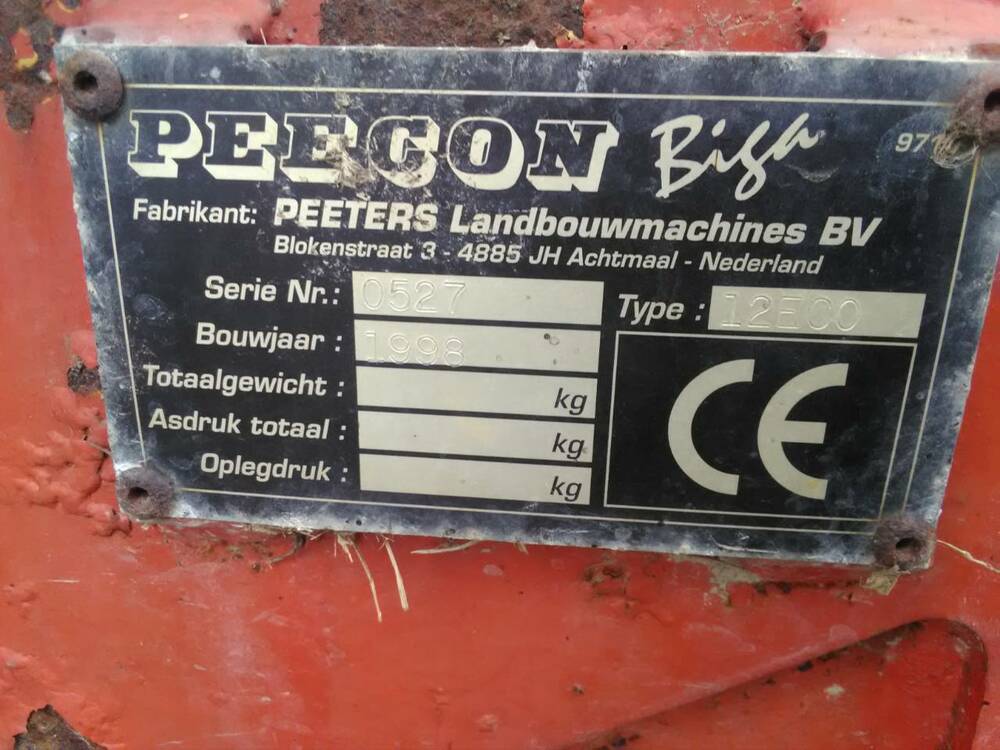 PEECON Biga
Fabrikant: PEETERS Landbouwmachines BV
Blokenstraat 3 - 4885 JH Achtmaal - Nederland
Serie Nr.: 0527
Type : 12ECO
Bouwjaar : 1998
Totaalgewicht : kg
Asdruk totaal : kg
Oplegdruk : kg
CE